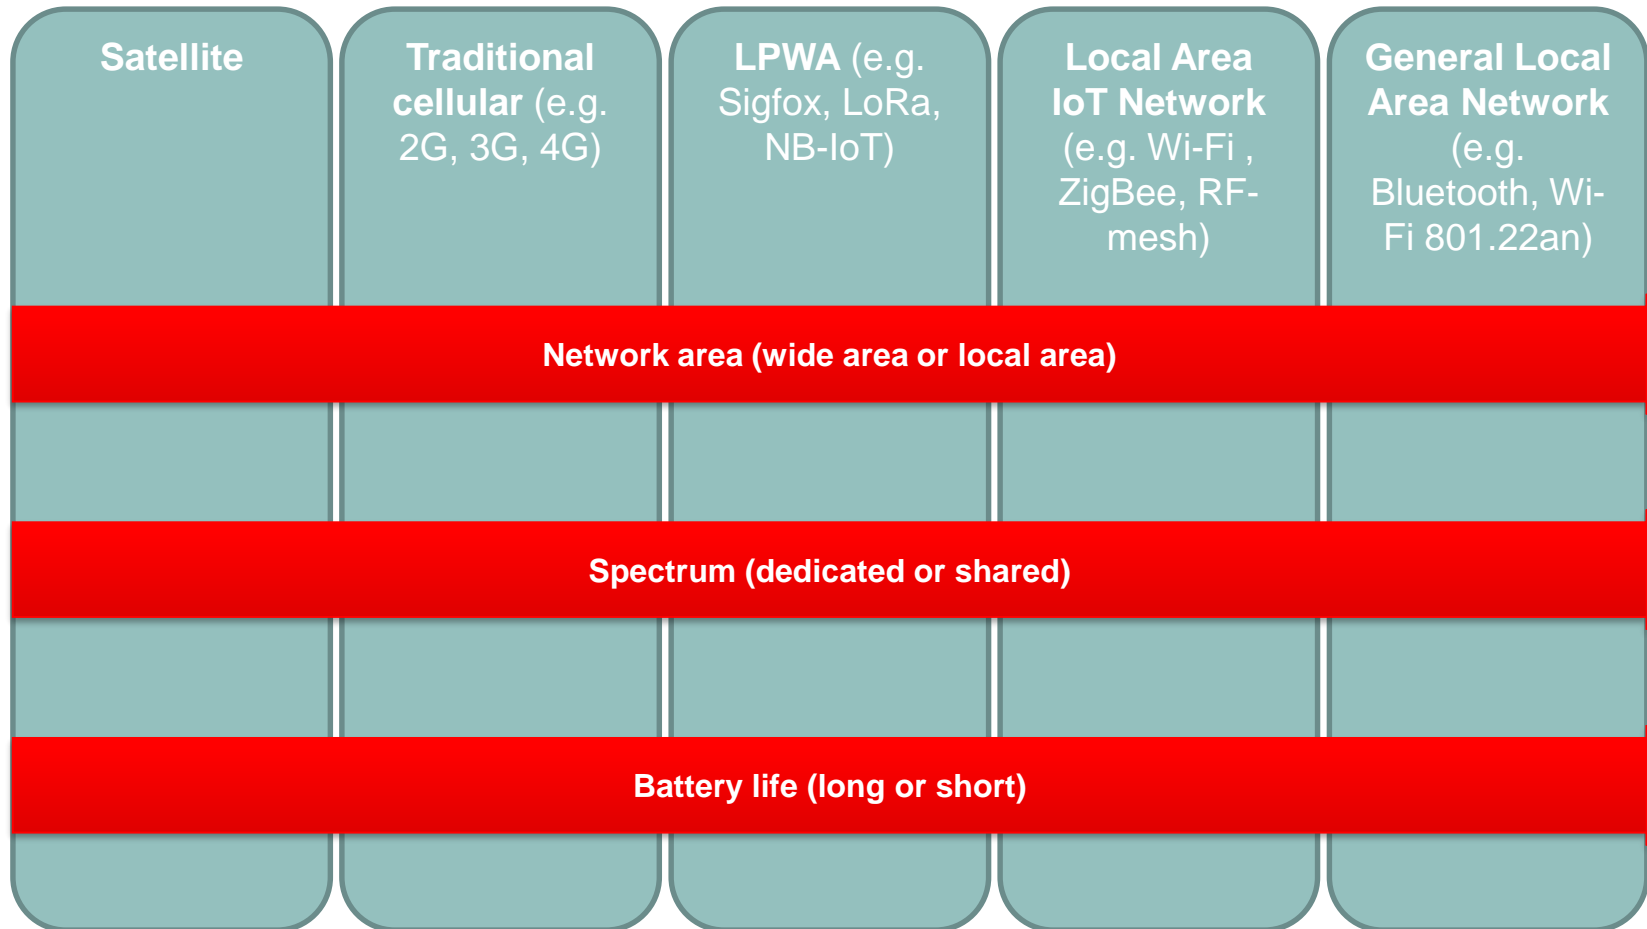 Satellite
Traditional
cellular (e.g.
2G, 3G, 4G)
LPWA (e.g.
Sigfox, LoRa,
NB-IoT)
Local Area
IoT Network
(e.g. Wi-Fi ,
ZigBee, RF-
mesh)
General Local
Area Network
(e.g.
Bluetooth, Wi-
Fi 801.22an)
Network area (wide area or local area)
Spectrum (dedicated or shared)
Battery life (long or short)